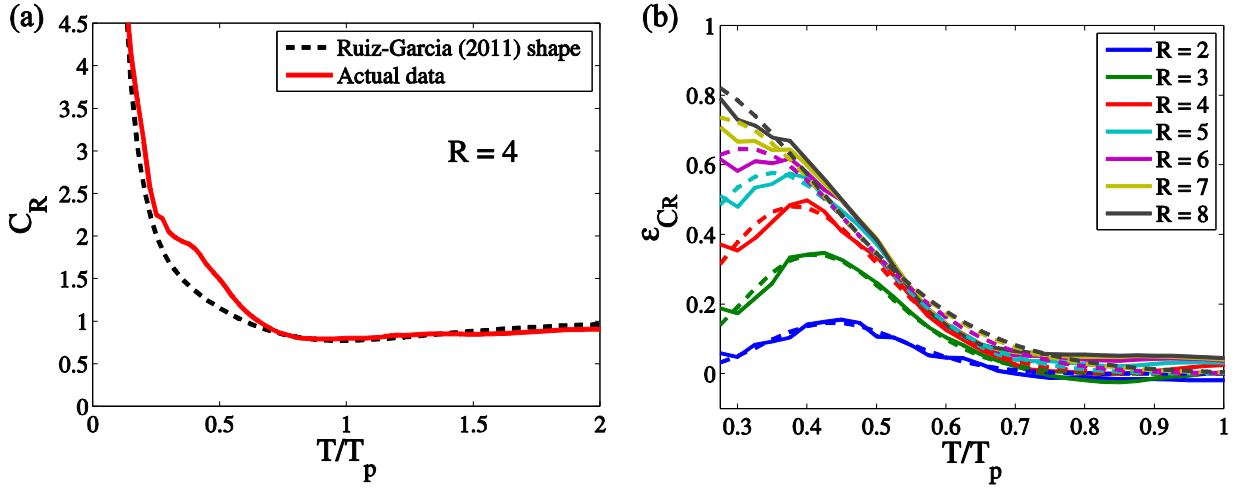 (a)
4.5
4
3.5
3
2.5
2
1.5
1
0.5
0
C_R
Ruiz-Garcia (2011) shape
Actual data
R = 4
0 0.5 1 1.5 2
T/T_p
(b)
1
0.8
0.6
0.4
0.2
0
ε_{C_R}
R = 2
R = 3
R = 4
R = 5
R = 6
R = 7
R = 8
0.3 0.4 0.5 0.6 0.7 0.8 0.9 1
T/T_p